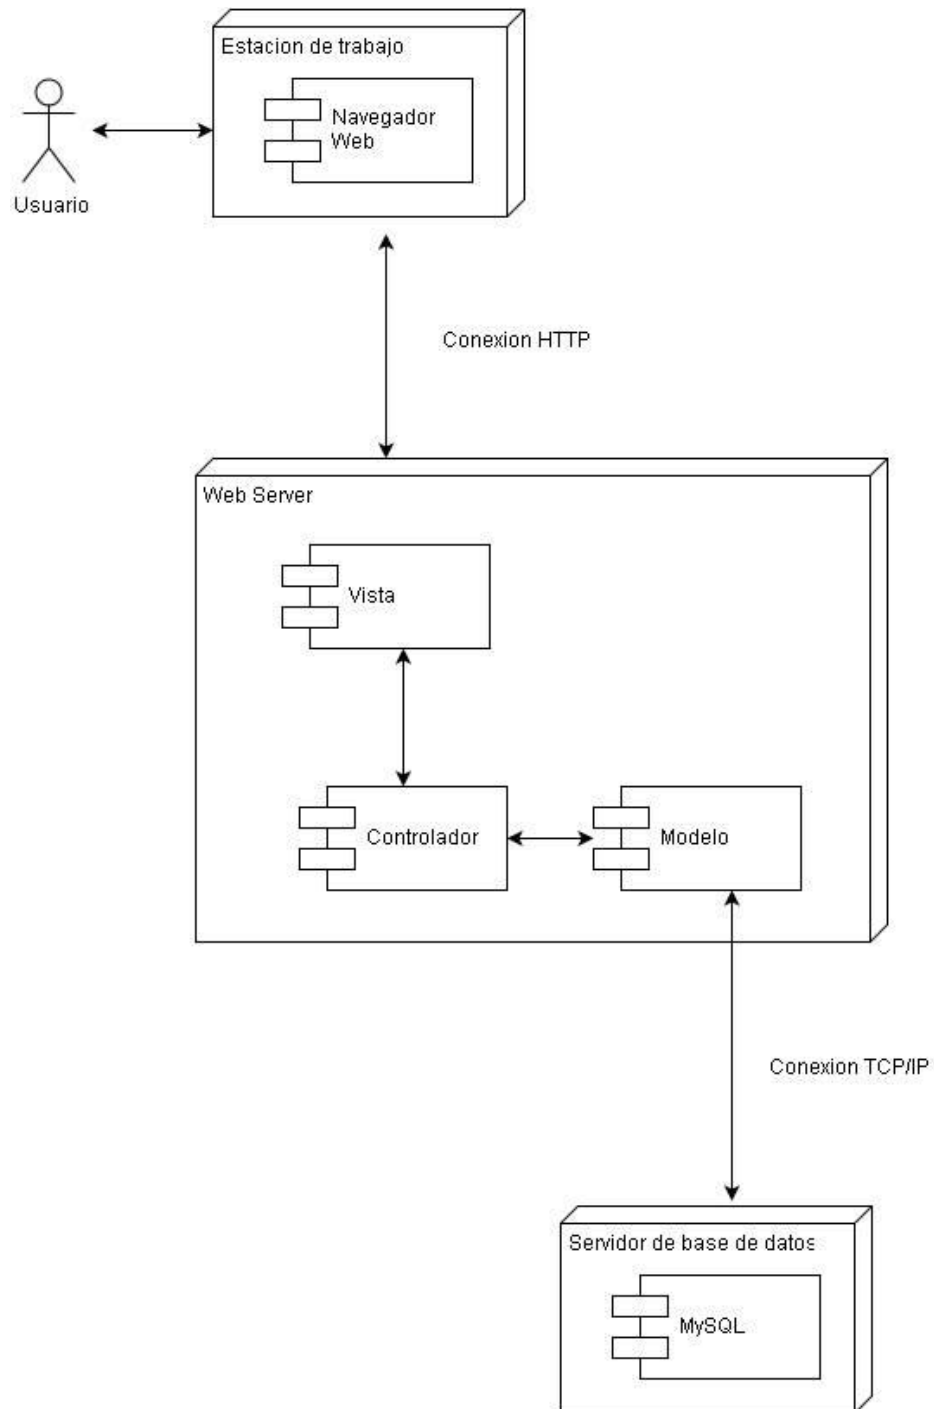 Estacion de trabajo
Navegador
Web
Usuario
Conexion HTTP
Web Server
Vista
Controlador
Modelo
Conexion TCP/IP
Servidor de base de datos
MySQL